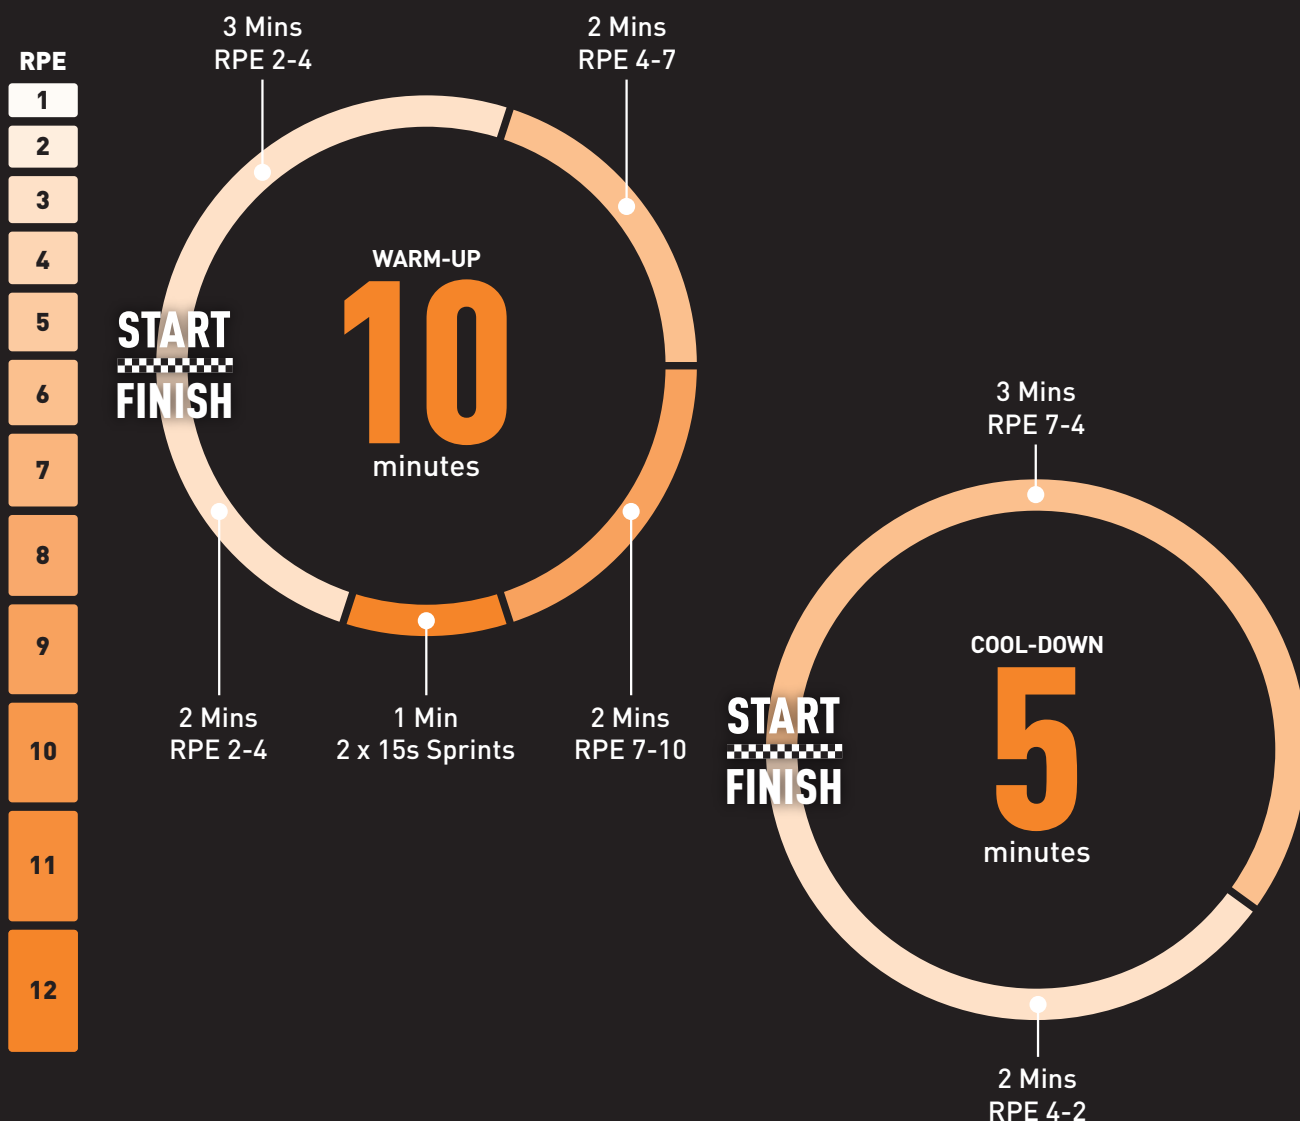 RPE
1
2
3
4
5
6
7
8
9
10
11
12
3 Mins
RPE 2-4
2 Mins
RPE 4-7
WARM-UP
10
minutes
START
FINISH
2 Mins
RPE 2-4
1 Min
2 x 15s Sprints
2 Mins
RPE 7-10
3 Mins
RPE 7-4
COOL-DOWN
5
minutes
START
FINISH
2 Mins
RPE 4-2